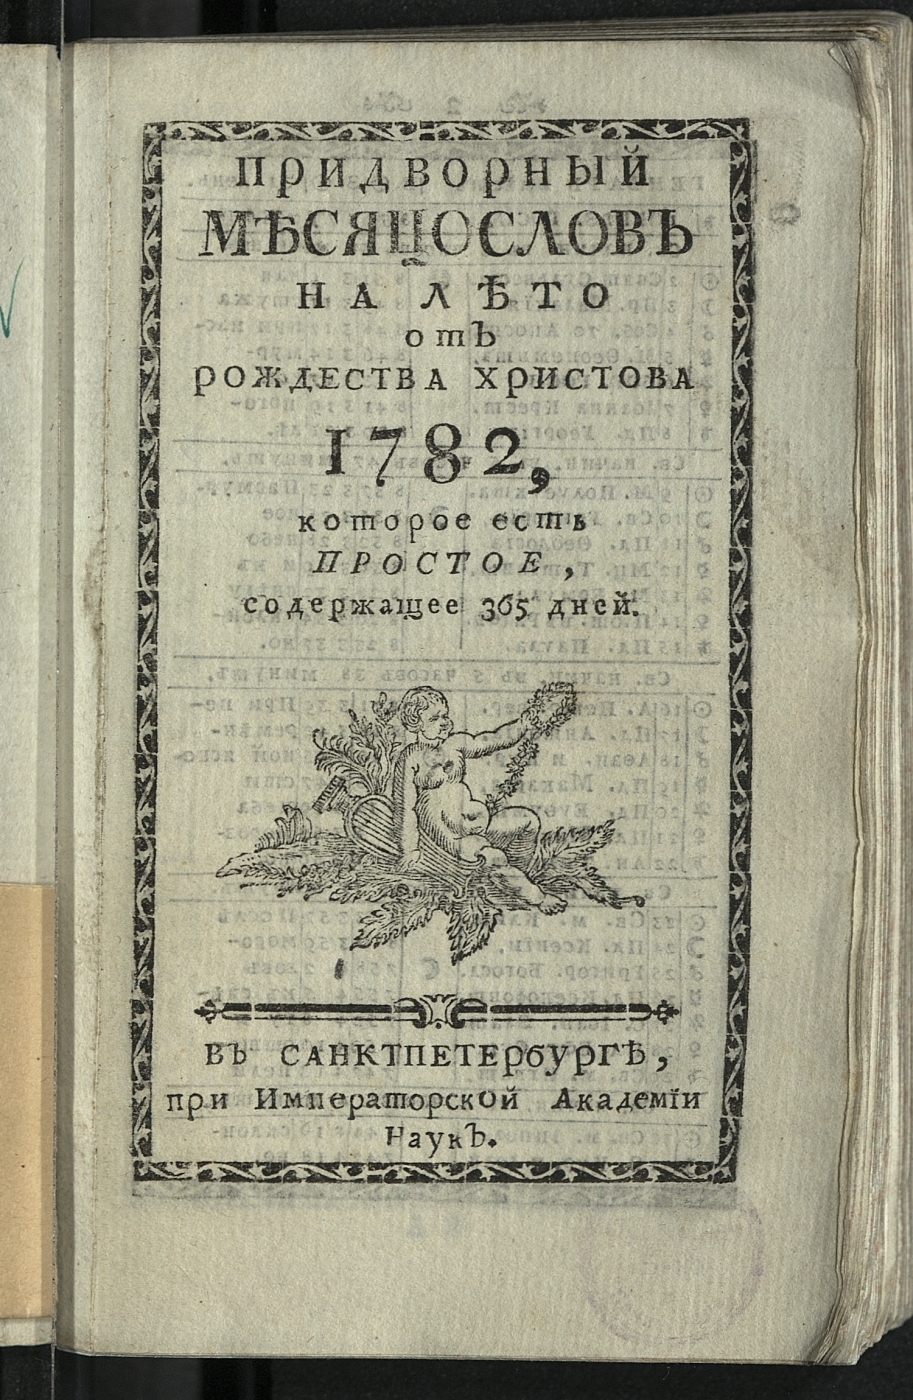 ПРИДВОРНЫЙ
МѢСЯЦОСЛОВЪ
НА ЛѢТО
отЪ
РОЖДЕСТВА ХРИСТОВА
1782,
которое есть
ПРОСТОЕ,
содержащее 365 дней.
ВЪ САНКТПЕТЕРбУРГѢ,
при Императорской Академїи
НаукЪ.